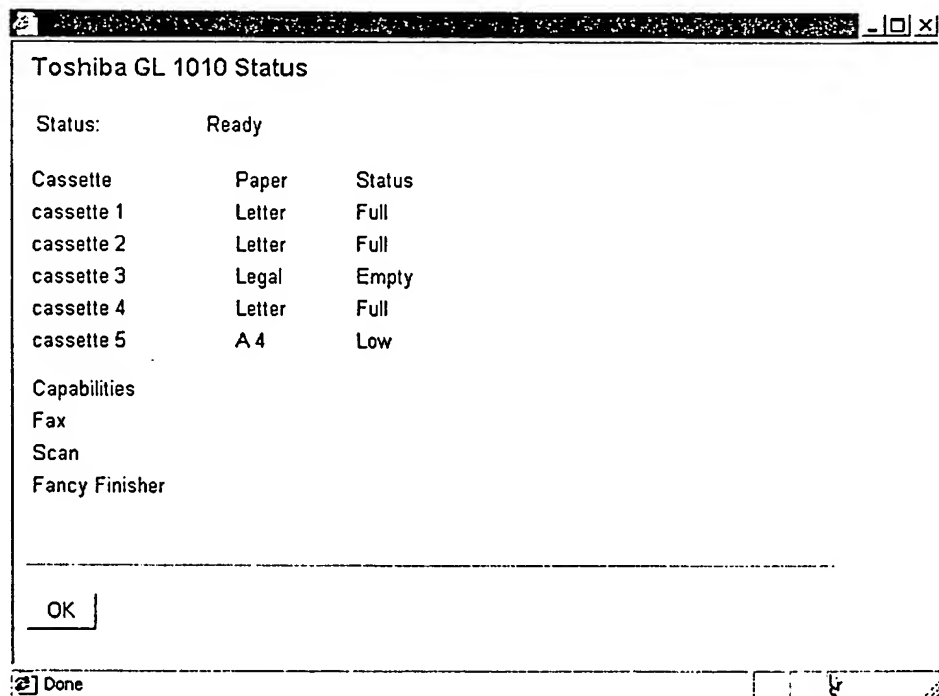 Toshiba GL 1010 Status
Status: Ready
Cassette Paper Status
cassette 1 Letter Full
cassette 2 Letter Full
cassette 3 Legal Empty
cassette 4 Letter Full
cassette 5 A4 Low
Capabilities
Fax
Scan
Fancy Finisher
OK
Done